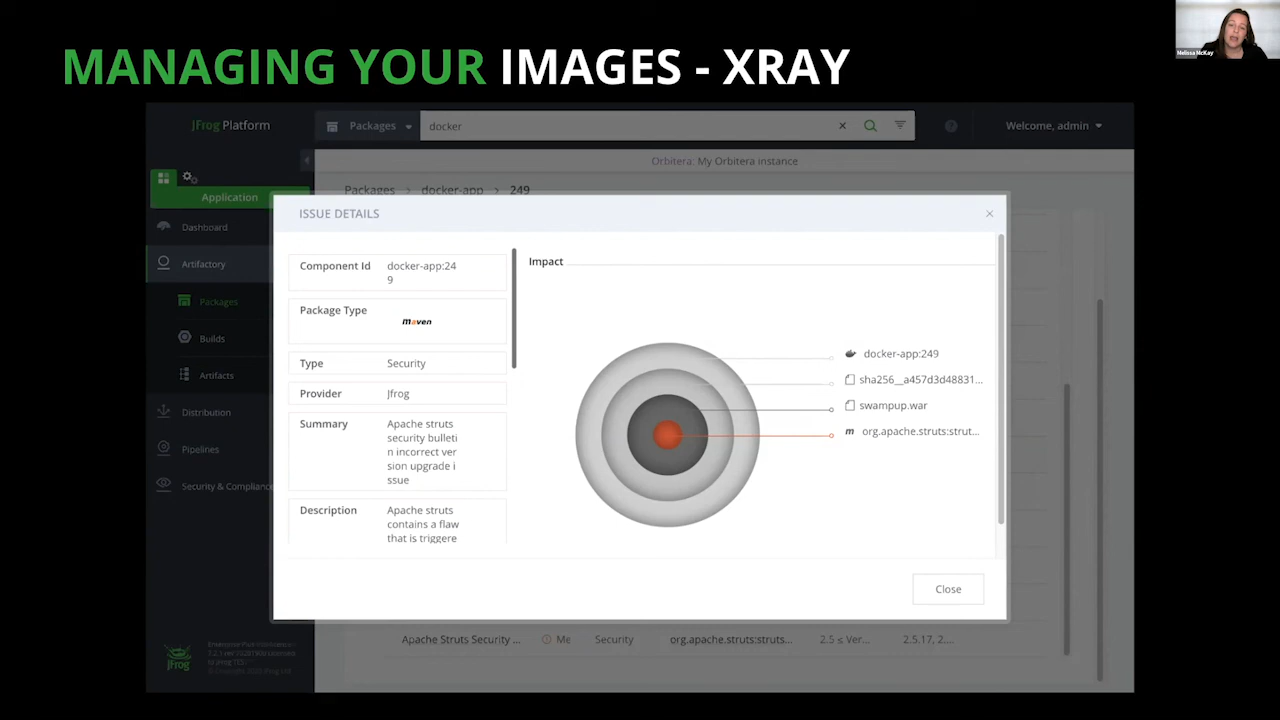 MANAGING YOUR IMAGES - XRAY
Melissa McKay
JFrog Platform
Packages
docker
Welcome, admin
Orbitera: My Orbitera instance
Packages > docker-app > 249
Application
Dashboard
Artifactory
Packages
Builds
Artifacts
Distribution
Pipelines
Security & Compliance
ISSUE DETAILS
Component Id
docker-app:24
9
Package Type
maven
Type
Security
Provider
Jfrog
Summary
Apache struts
security bulleti
n incorrect ver
sion upgrade i
ssue
Description
Apache struts
contains a flaw
that is triggere
Impact
docker-app:249
sha256__a457d3d48831...
swampup.war
m org.apache.struts:strut...
Close
Apache Struts Security ... Me Security org.apache.struts:struts... 2.5 ≤ Ver... 2.5.17, 2....
JFrog